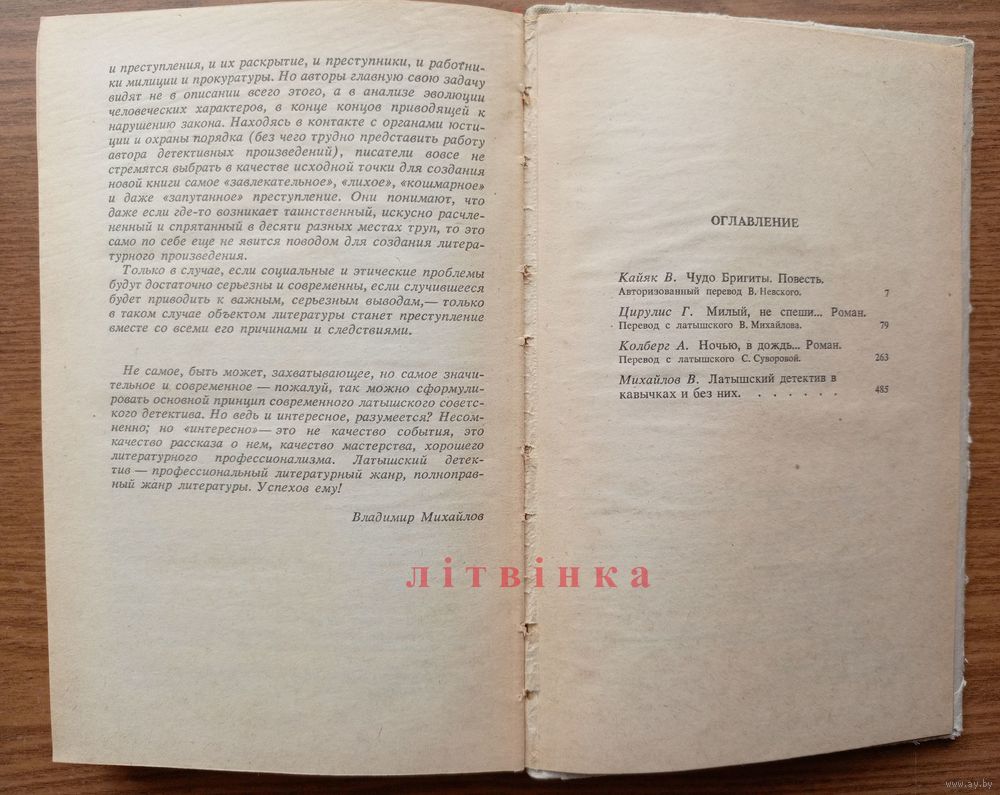 и преступления, и их раскрытие, и преступники, и работни-
ки милиции и прокуратуры. Но авторы главную свою задачу
видят не в описании всего этого, а в анализе эволюции
человеческих характеров, в конце концов приводящей к
нарушению закона. Находясь в контакте с органами юсти-
ции и охраны порядка (без чего трудно представить работу
автора детективных произведений), писатели вовсе не
стремятся выбрать в качестве исходной точки для создания
новой книги самое «завлекательное», «лихое», «кошмарное»
и даже «запутанное» преступление. Они понимают, что
даже если где-то возникает таинственный, искусно расчле-
ненный и спрятанный в десяти разных местах труп, то это
само по себе еще не явится поводом для создания литера-
турного произведения.
Только в случае, если социальные и этические проблемы
будут достаточно серьезны и современны, если случившееся
будет приводить к важным, серьезным выводам,— только
в таком случае объектом литературы станет преступление
вместе со всеми его причинами и следствиями.
Не самое, быть может, захватывающее, но самое значи-
тельное и современное — пожалуй, так можно сформули-
ровать основной принцип современного латышского советс-
кого детектива. Но ведь и интересное, разумеется? Несом-
ненно; но «интересно»— это не качество события, это
качество рассказа о нем, качество мастерства, хорошего
литературного профессионализма. Латышский детек-
тив — профессиональный литературный жанр, полноправ-
ный жанр литературы. Успехов ему!
Владимир Михайлов
ОГЛАВЛЕНИЕ
Кайяк В. Чудо Бригиты. Повесть.
Авторизованный перевод В. Невского. 7
Цирулис Г. Милый, не спеши... Роман.
Перевод с латышского В. Михайлова. 79
Колберг А. Ночью, в дождь... Роман.
Перевод с латышского С. Суворовой. 263
Михайлов В. Латышский детектив в
кавычках и без них. . . . . . . 485
літвінка
www.ay.by